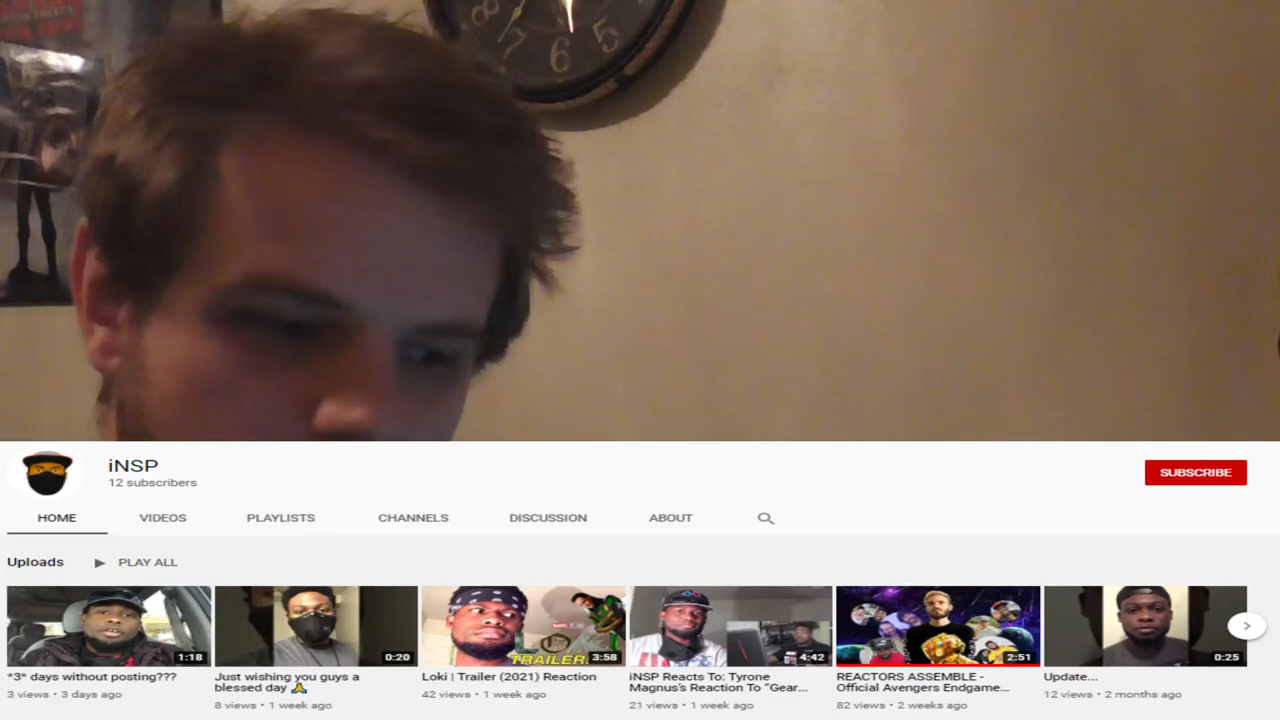 8 7 6 5
iNSP
12 subscribers
SUBSCRIBE
HOME VIDEOS PLAYLISTS CHANNELS DISCUSSION ABOUT
Uploads ▶ PLAY ALL
TRAILER
1:18 0:20 3:58 4:42 2:51 0:25
*3* days without posting???
3 views • 3 days ago
Just wishing you guys a
blessed day 🙏
8 views • 1 week ago
Loki | Trailer (2021) Reaction
42 views • 1 week ago
iNSP Reacts To: Tyrone
Magnus's Reaction To "Gear...
21 views • 1 week ago
REACTORS ASSEMBLE -
Official Avengers Endgame...
82 views • 2 weeks ago
Update...
12 views • 2 months ago